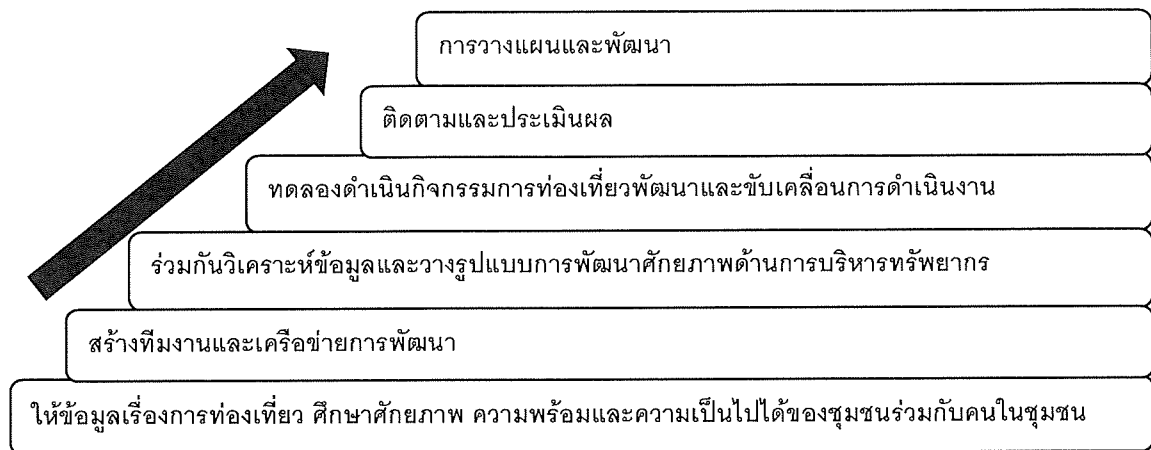 การวางแผนและพัฒนา
ติดตามและประเมินผล
ทดลองดำเนินกิจกรรมการท่องเที่ยวพัฒนาและขับเคลื่อนการดำเนินงาน
ร่วมกันวิเคราะห์ข้อมูลและวางรูปแบบการพัฒนาศักยภาพด้านการบริหารทรัพยากร
สร้างทีมงานและเครือข่ายการพัฒนา
ให้ข้อมูลเรื่องการท่องเที่ยว ศึกษาศักยภาพ ความพร้อมและความเป็นไปได้ของชุมชนร่วมกับคนในชุมชน